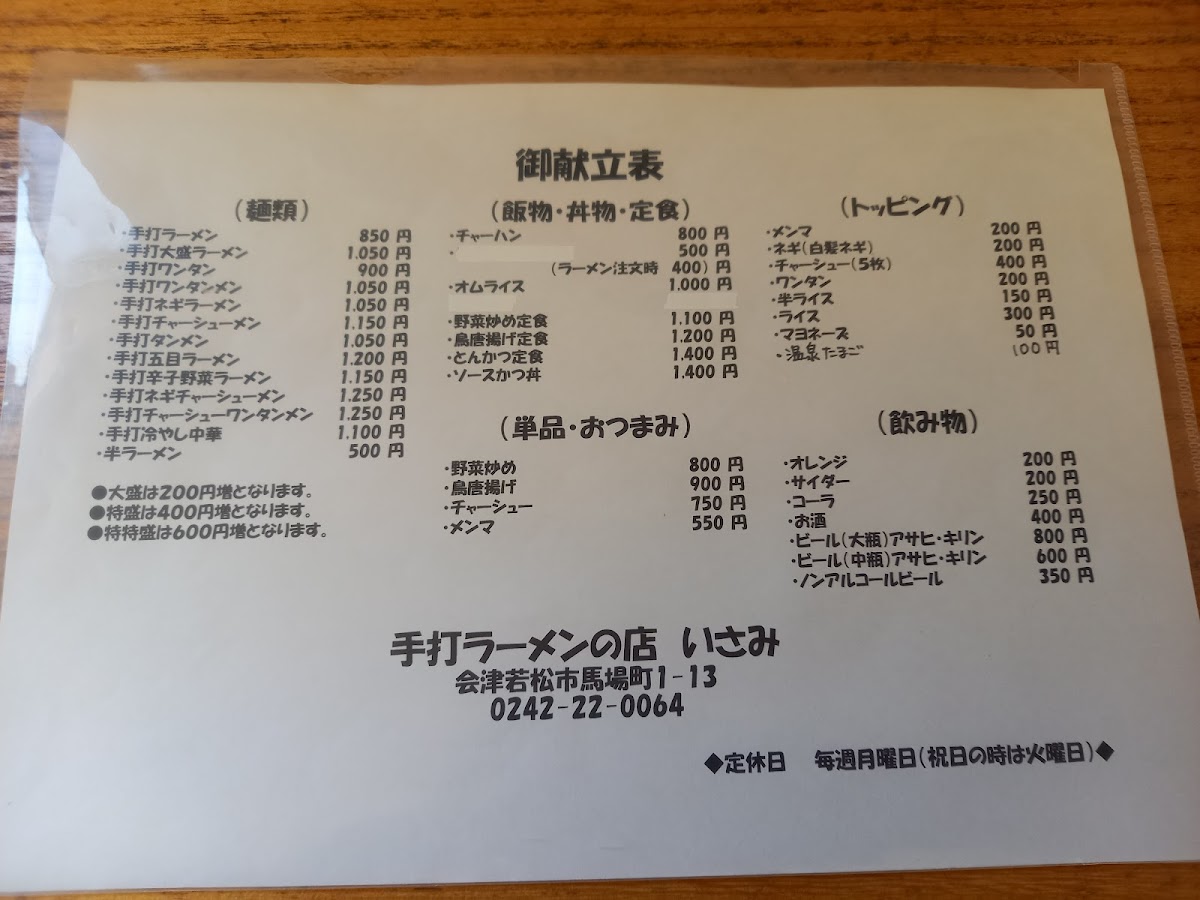 御献立表
(麺類)
・手打ラーメン 850 円
・手打大盛ラーメン 1.050 円
・手打ワンタン 900 円
・手打ワンタンメン 1.050 円
・手打ネギラーメン 1.050 円
・手打チャーシューメン 1.150 円
・手打タンメン 1.050 円
・手打五目ラーメン 1.200 円
・手打辛子野菜ラーメン 1.150 円
・手打ネギチャーシューメン 1.250 円
・手打チャーシューワンタンメン 1.250 円
・手打冷やし中華 1.100 円
・半ラーメン 500 円
●大盛は200円増となります。
●特盛は400円増となります。
●特特盛は600円増となります。
(飯物・丼物・定食)
・チャーハン 800 円
・ 500 円
(ラーメン注文時 400) 円
・オムライス 1.000 円
・野菜炒め定食 1.100 円
・鳥唐揚げ定食 1.200 円
・とんかつ定食 1.400 円
・ソースかつ丼 1.400 円
(単品・おつまみ)
・野菜炒め 800 円
・鳥唐揚げ 900 円
・チャーシュー 750 円
・メンマ 550 円
(トッピング)
・メンマ 200 円
・ネギ(白髪ネギ) 200 円
・チャーシュー(5枚) 400 円
・ワンタン 200 円
・半ライス 150 円
・ライス 300 円
・マヨネーズ 50 円
・温泉たまご 100円
(飲み物)
・オレンジ 200 円
・サイダー 200 円
・コーラ 250 円
・お酒 400 円
・ビール(大瓶)アサヒ・キリン 800 円
・ビール(中瓶)アサヒ・キリン 600 円
・ノンアルコールビール 350 円
手打ラーメンの店 いさみ
会津若松市馬場町1-13
0242-22-0064
◆定休日 毎週月曜日(祝日の時は火曜日)◆